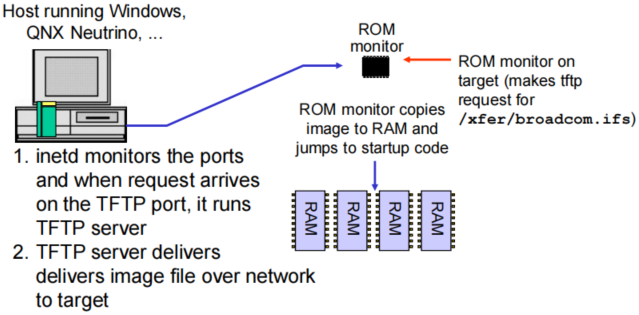 Host running Windows,
QNX Neutrino, ...
ROM
monitor
ROM monitor on
target (makes tftp
request for
/xfer/broadcom.ifs)
ROM monitor copies
image to RAM and
jumps to startup code
1. inetd monitors the ports
and when request arrives
on the TFTP port, it runs
TFTP server
2. TFTP server delivers
delivers image file over network
to target
RAM
RAM
RAM
RAM